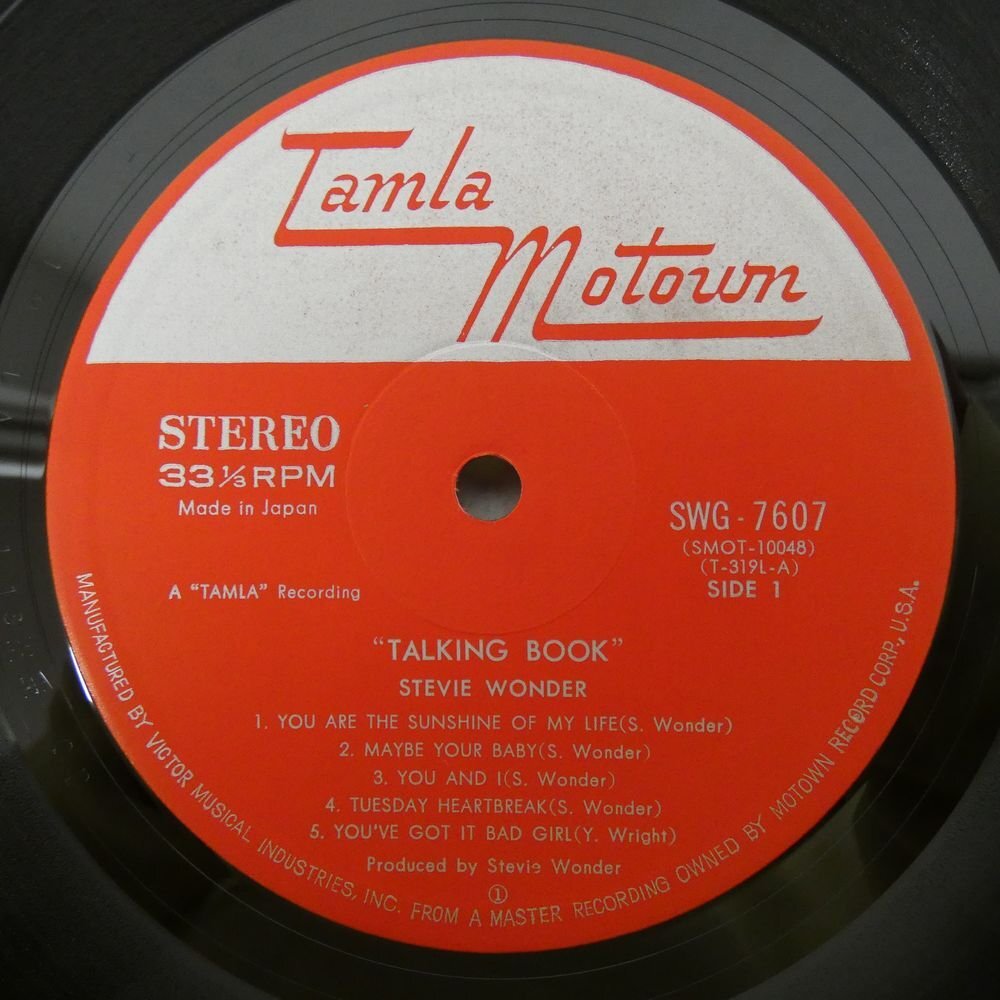 Tamla
Motown
STEREO
33⅓ RPM
Made in Japan
SWG-7607
(SMOT-10048)
(T-319L-A)
SIDE 1
A "TAMLA" Recording
"TALKING BOOK"
STEVIE WONDER
1. YOU ARE THE SUNSHINE OF MY LIFE(S. Wonder)
2. MAYBE YOUR BABY(S. Wonder)
3. YOU AND I(S. Wonder)
4. TUESDAY HEARTBREAK(S. Wonder)
5. YOU'VE GOT IT BAD GIRL(Y. Wright)
Produced by Stevie Wonder
①
MANUFACTURED BY VICTOR MUSICAL INDUSTRIES, INC. FROM A MASTER RECORDING OWNED BY MOTOWN RECORD CORP., U.S.A.